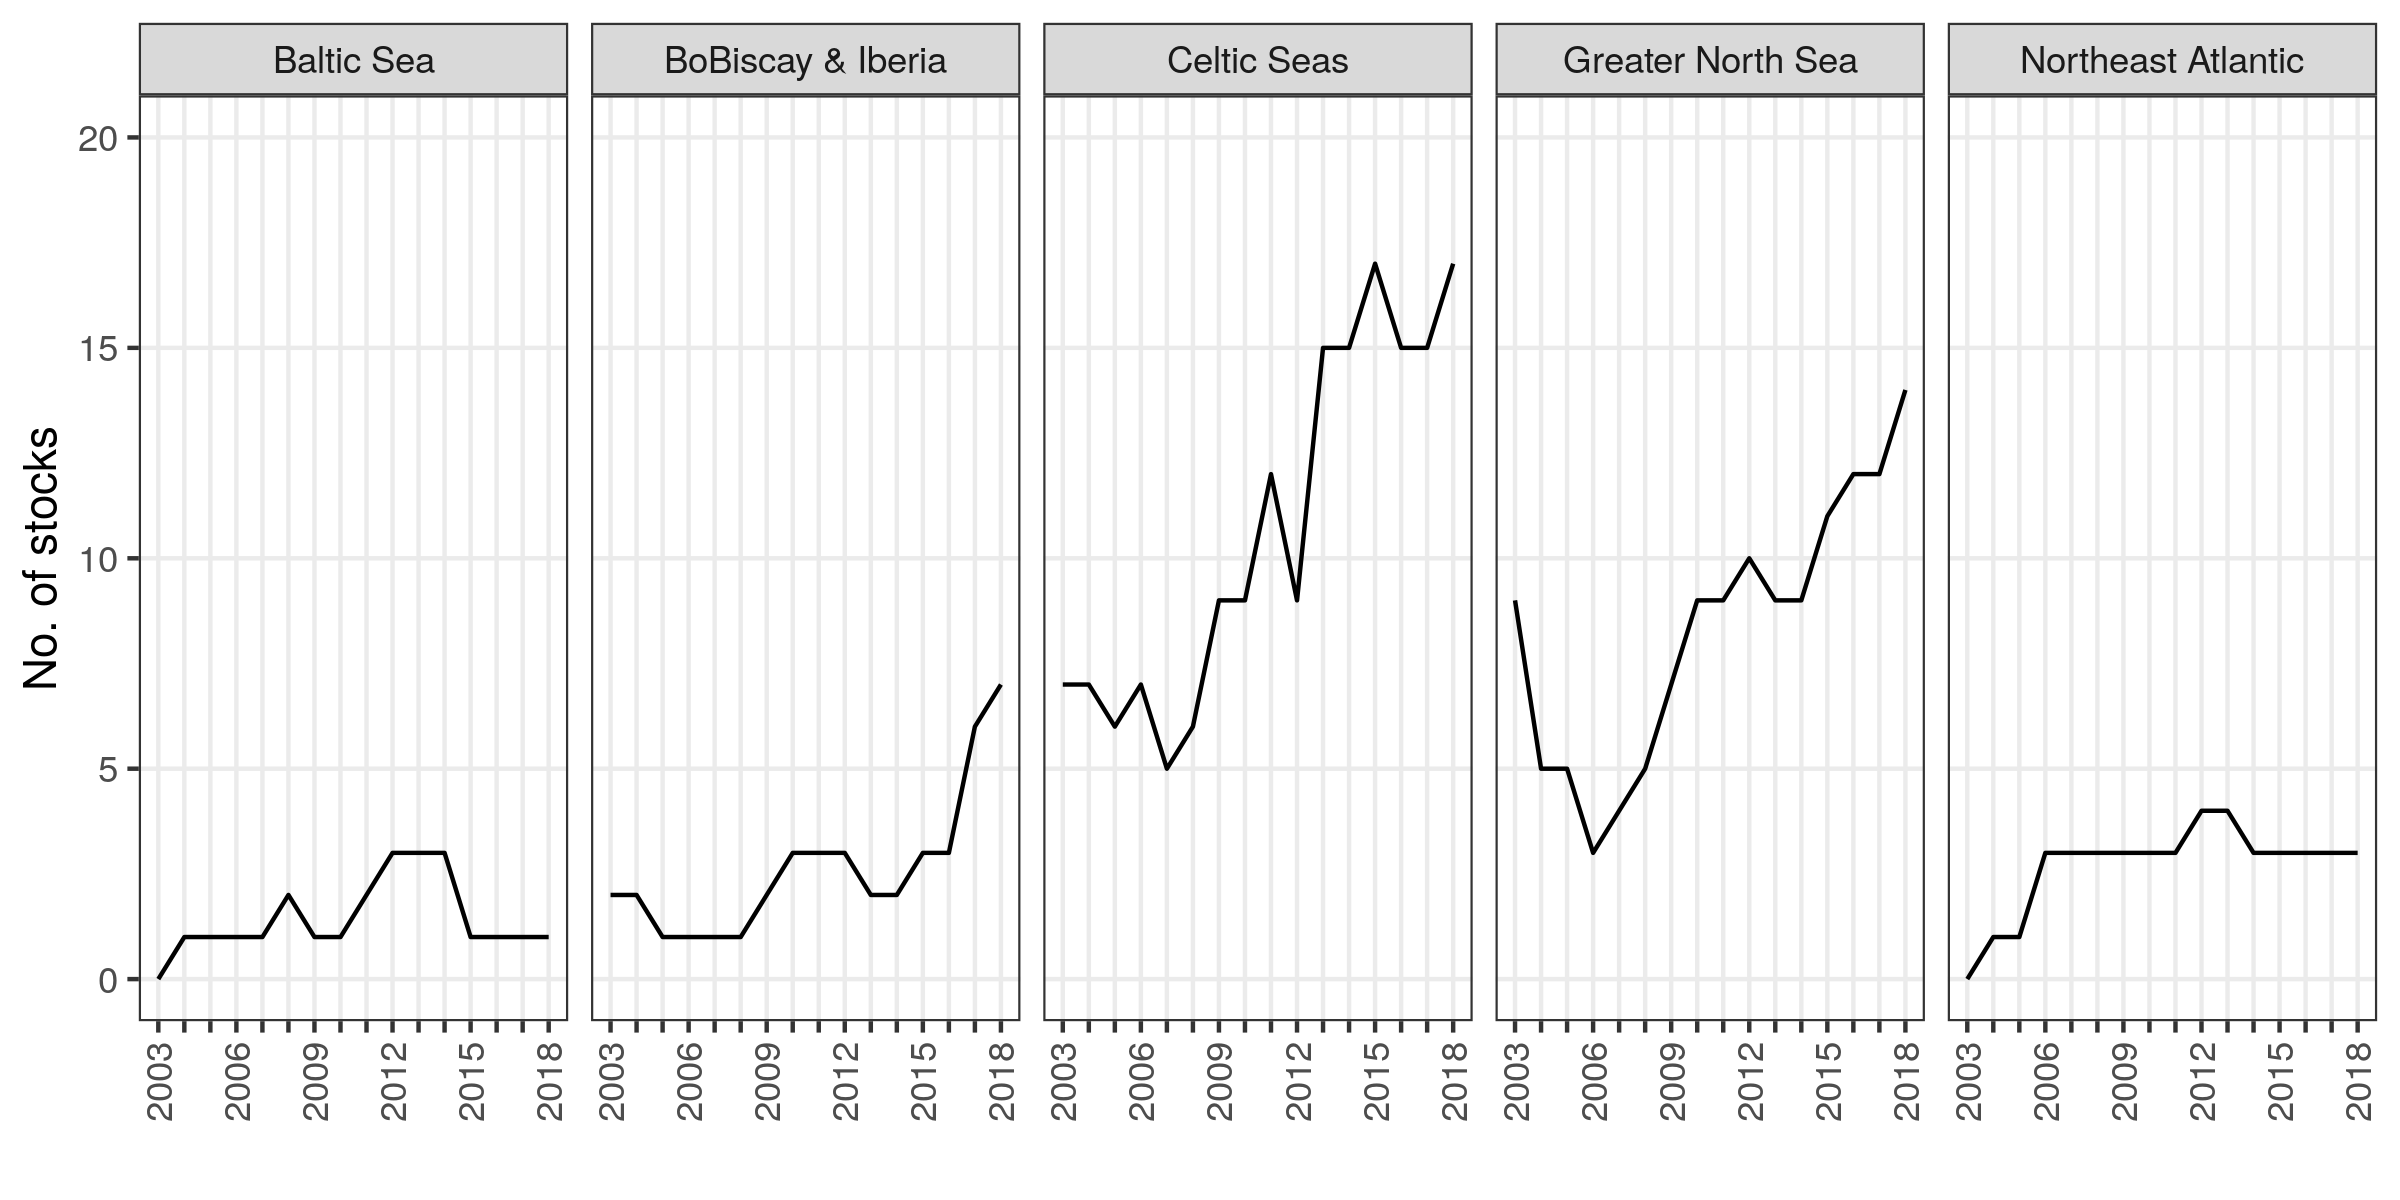 Baltic Sea
BoBiscay & Iberia
Celtic Seas
Greater North Sea
Northeast Atlantic
No. of stocks
20
15
10
5
0
2003 2006 2009 2012 2015 2018
2003 2006 2009 2012 2015 2018
2003 2006 2009 2012 2015 2018
2003 2006 2009 2012 2015 2018
2003 2006 2009 2012 2015 2018